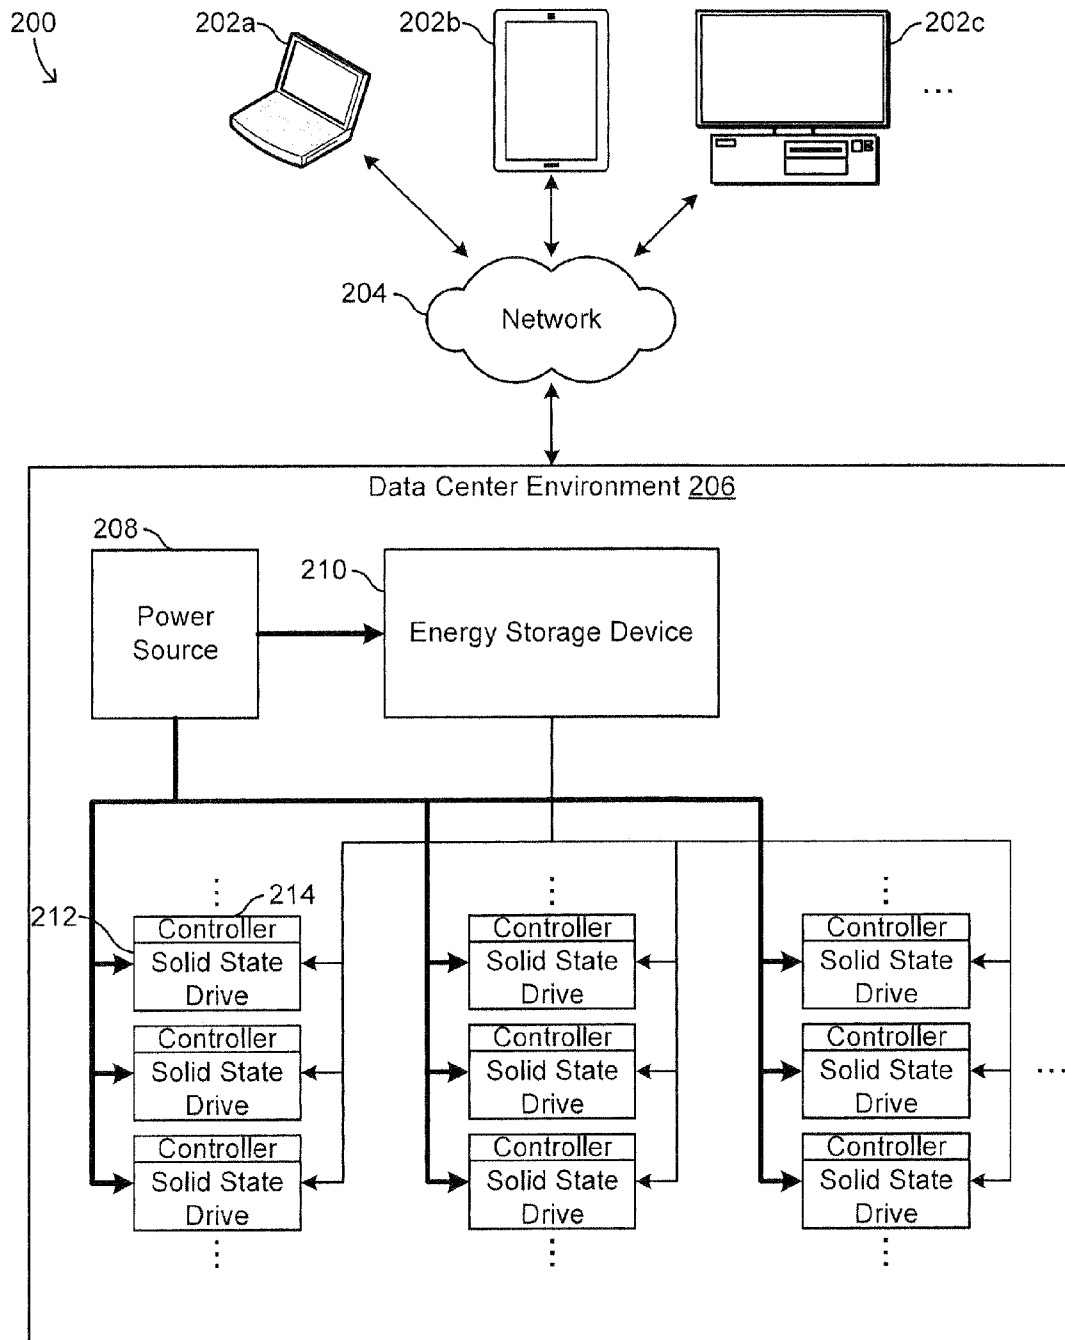 200
202a
202b
202c
...
204
Network
Data Center Environment 206
208
210
Power
Source
Energy Storage Device
214
212
Controller
Solid State
Drive
Controller
Solid State
Drive
Controller
Solid State
Drive
Controller
Solid State
Drive
Controller
Solid State
Drive
Controller
Solid State
Drive
...
Controller
Solid State
Drive
Controller
Solid State
Drive
Controller
Solid State
Drive